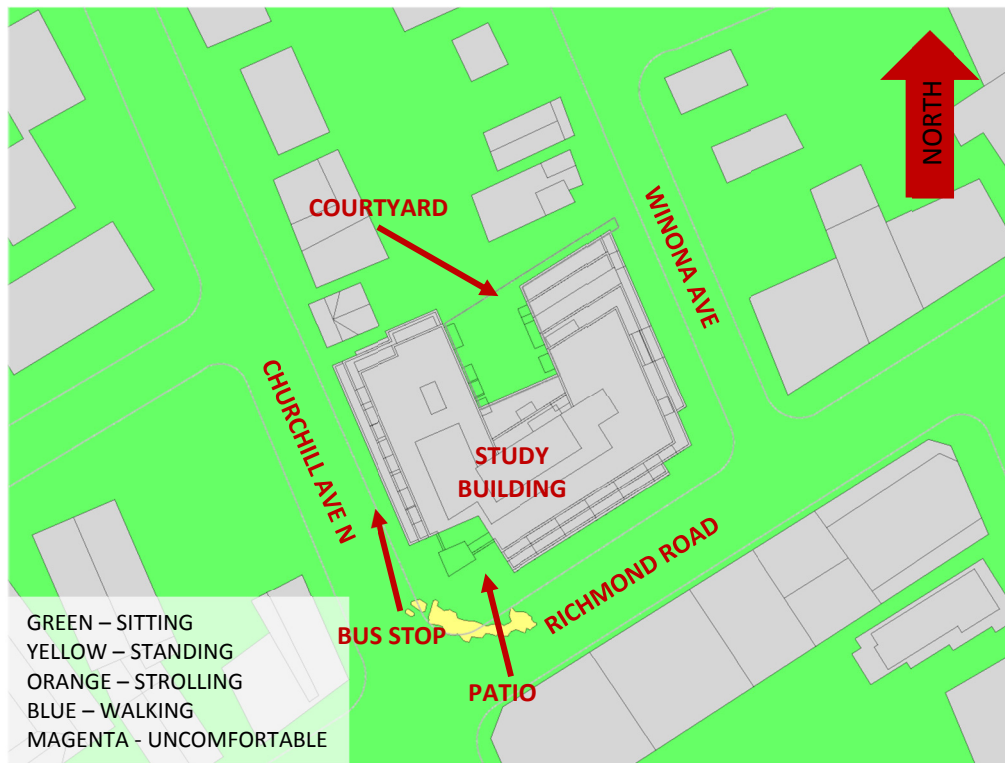 NORTH
COURTYARD
WINONA AVE
CHURCHILL AVE N
STUDY
BUILDING
RICHMOND ROAD
BUS STOP
PATIO
GREEN – SITTING
YELLOW – STANDING
ORANGE – STROLLING
BLUE – WALKING
MAGENTA - UNCOMFORTABLE